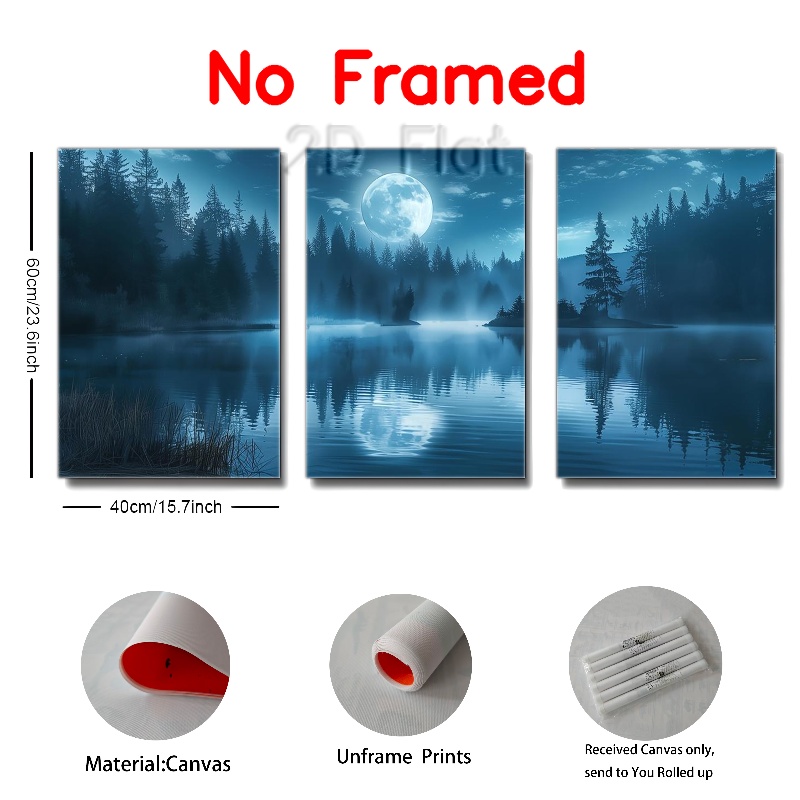 No Framed
2D Flat
60cm/23.6inch
40cm/15.7inch
Material:Canvas
Unframe Prints
Received Canvas only,
send to You Rolled up